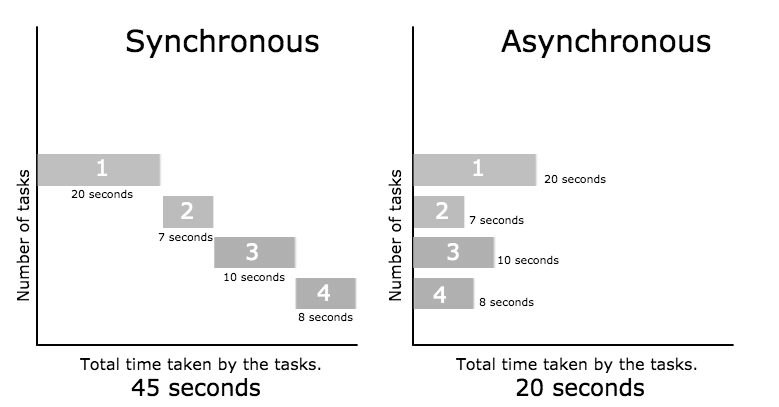 Synchronous
Number of tasks
1
20 seconds
2
7 seconds
3
10 seconds
4
8 seconds
Total time taken by the tasks.
45 seconds
Asynchronous
Number of tasks
1
20 seconds
2
7 seconds
3
10 seconds
4
8 seconds
Total time taken by the tasks.
20 seconds